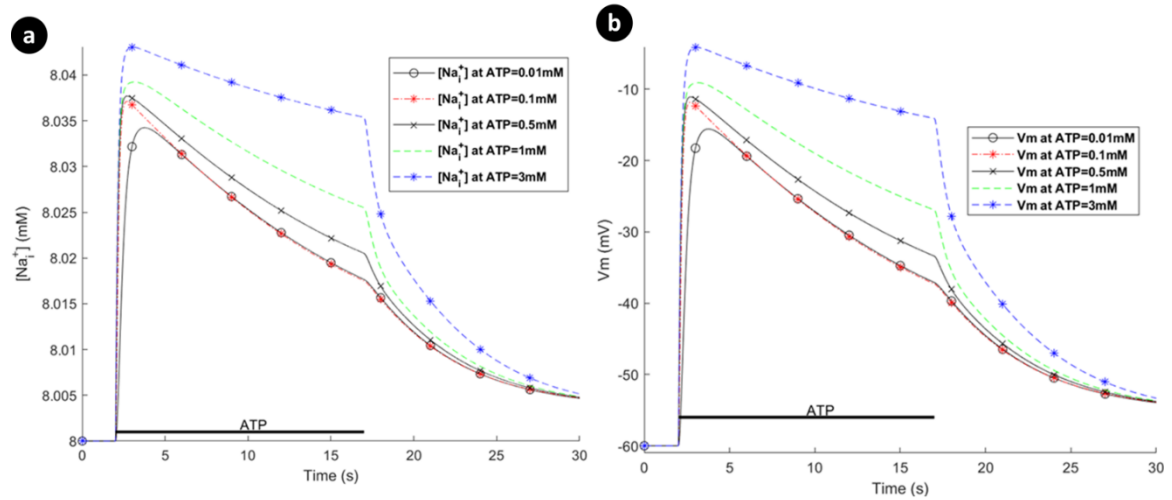 a
[Na⁺ᵢ] (mM)
8.04
8.035
8.03
8.025
8.02
8.015
8.01
8.005
8
0 5 10 15 20 25 30
Time (s)
ATP
[Na⁺ᵢ] at ATP=0.01mM
[Na⁺ᵢ] at ATP=0.1mM
[Na⁺ᵢ] at ATP=0.5mM
[Na⁺ᵢ] at ATP=1mM
[Na⁺ᵢ] at ATP=3mM
b
Vm (mV)
-10
-20
-30
-40
-50
-60
0 5 10 15 20 25 30
Time (s)
ATP
Vm at ATP=0.01mM
Vm at ATP=0.1mM
Vm at ATP=0.5mM
Vm at ATP=1mM
Vm at ATP=3mM